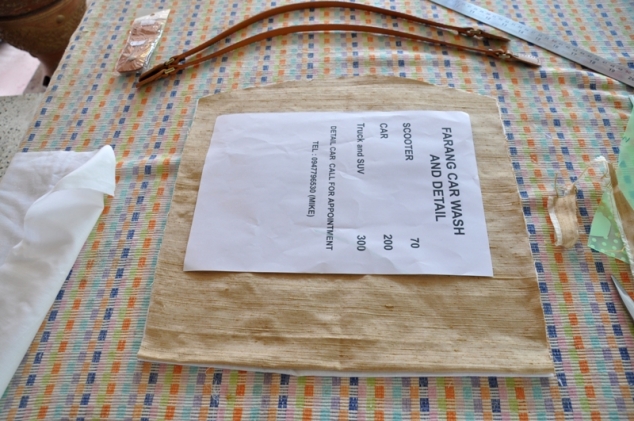 FARANG CAR WASH
AND DETAIL
SCOOTER 70
CAR 200
Truck and SUV 300
DETAIL CAR CALL FOR APPOINTMENT
TEL : 0947796530 (MIKE)